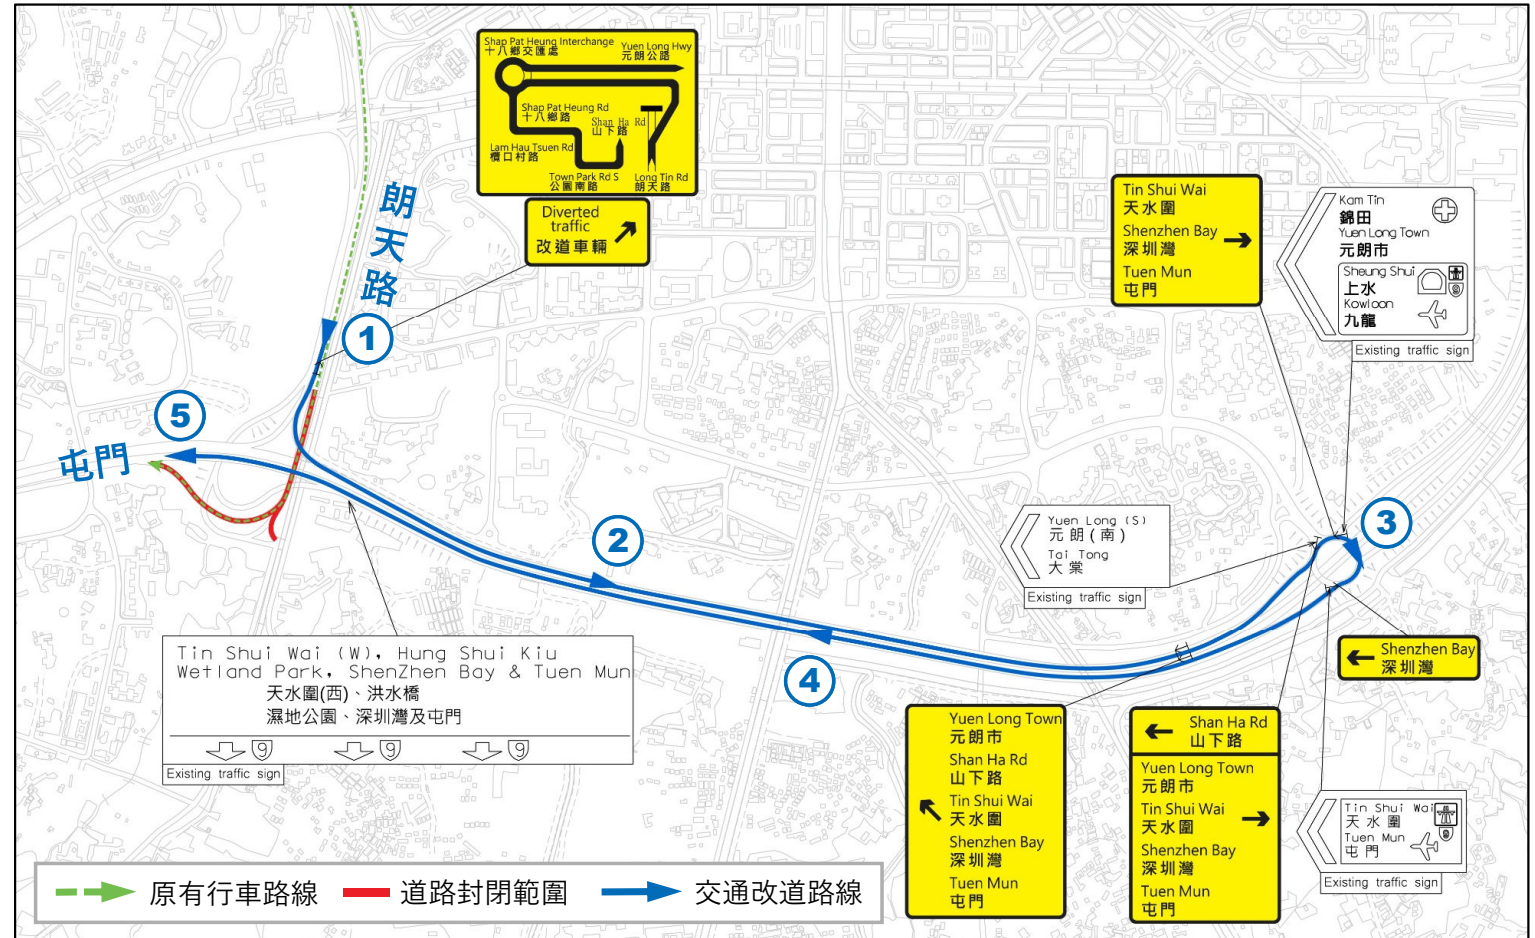 Shap Pat Heung Interchange
十八鄉交匯處
Yuen Long Hwy
元朗公路
Shap Pat Heung Rd
十八鄉路
Shan Ha Rd
山下路
Lam Hau Tsuen Rd
欖口村路
Town Park Rd S
公園南路
Long Tin Rd
朗天路
Diverted
traffic
改道車輛
朗天路
1
Tin Shui Wai
天水圍
Shenzhen Bay
深圳灣
Tuen Mun
屯門
Kam Tin
錦田
Yuen Long Town
元朗市
Sheung Shui
上水
9
Kowloon
九龍
Existing traffic sign
5
屯門
2
3
Yuen Long (S)
元朗(南)
Tai Tong
大棠
Existing traffic sign
Shenzhen Bay
深圳灣
4
Tin Shui Wai (W), Hung Shui Kiu
Wetland Park, ShenZhen Bay & Tuen Mun
天水圍(西)、洪水橋
濕地公園、深圳灣及屯門
9 9 9
Existing traffic sign
Yuen Long Town
元朗市
Shan Ha Rd
山下路
Tin Shui Wai
天水圍
Shenzhen Bay
深圳灣
Tuen Mun
屯門
Shan Ha Rd
山下路
Yuen Long Town
元朗市
Tin Shui Wai
天水圍
Shenzhen Bay
深圳灣
Tuen Mun
屯門
Tin Shui Wai
天水圍
Tuen Mun
屯門
9
Existing traffic sign
原有行車路線
道路封閉範圍
交通改道路線